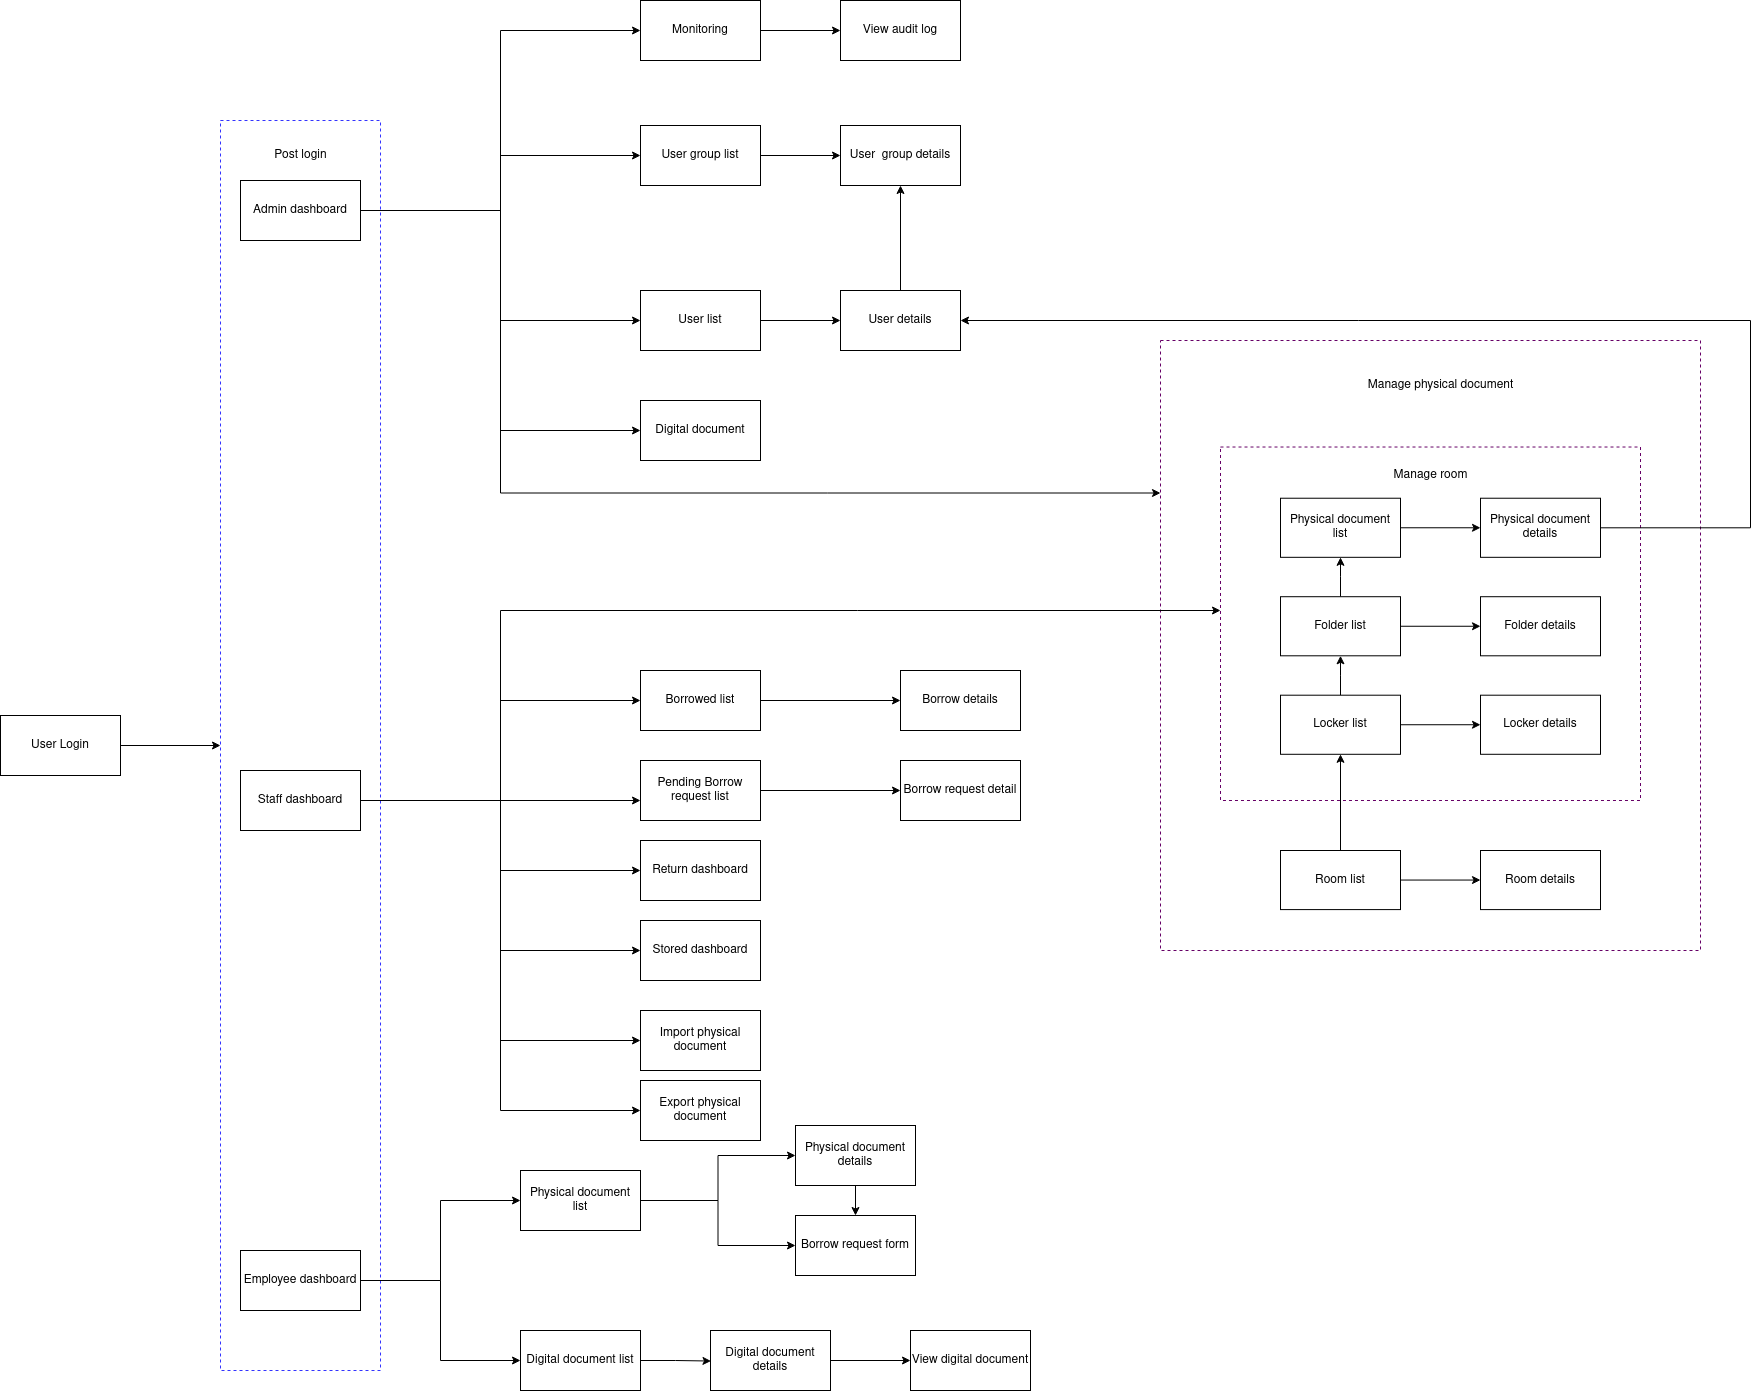 Monitoring
View audit log
Post login
User group list
User  group details
Admin dashboard
User list
User details
Manage physical document
Digital document
Manage room
Physical document
list
Physical document
details
Folder list
Folder details
Borrowed list
Borrow details
Locker list
Locker details
User Login
Staff dashboard
Pending Borrow
request list
Borrow request detail
Return dashboard
Room list
Room details
Stored dashboard
Import physical
document
Export physical
document
Physical document
details
Physical document
list
Borrow request form
Employee dashboard
Digital document list
Digital document
details
View digital document